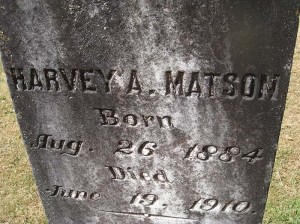 HARVEY A. MATSON
Born
Aug. 26 1884
Died
June 19, 1910.